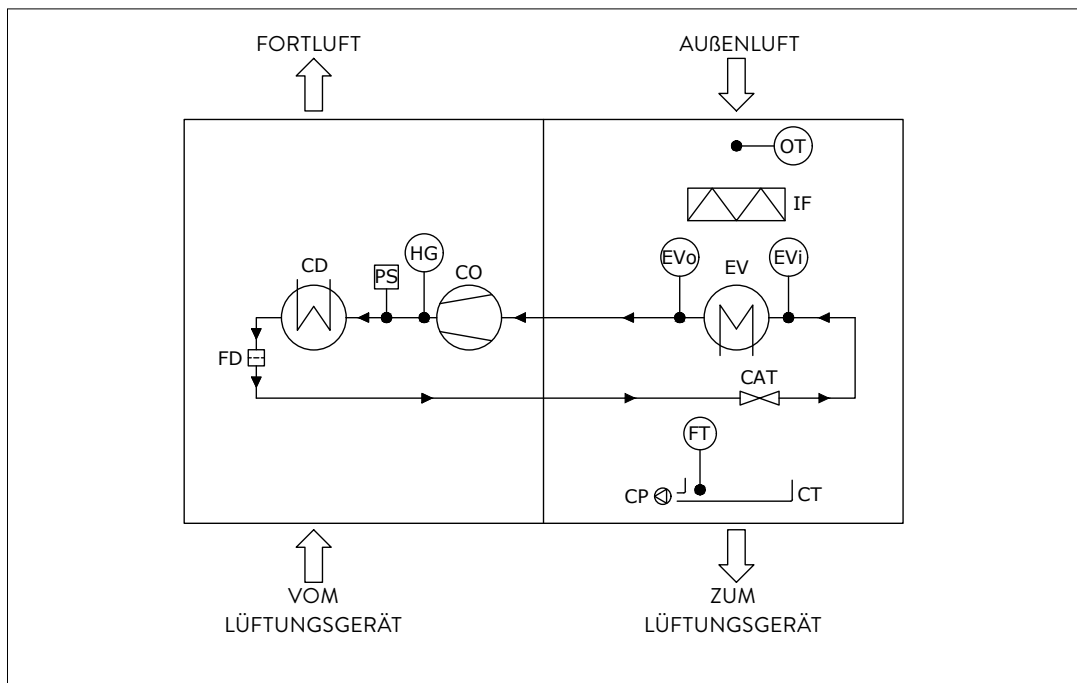 FORTLUFT
AUßENLUFT
OT
IF
HG
EVo
EVi
PS
CD
CO
EV
FD
CAT
FT
CP
CT
VOM
LÜFTUNGSGERÄT
ZUM
LÜFTUNGSGERÄT